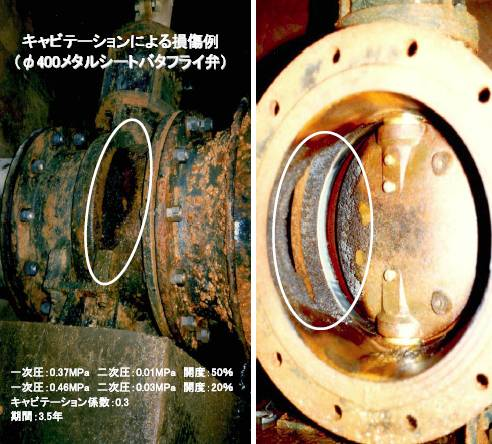 キャビテーションによる損傷例
(φ400メタルシートバタフライ弁)
一次圧:0.37MPa 二次圧:0.01MPa 開度:50%
一次圧:0.46MPa 二次圧:0.03MPa 開度:20%
キャビテーション係数:0.3
期間:3.5年